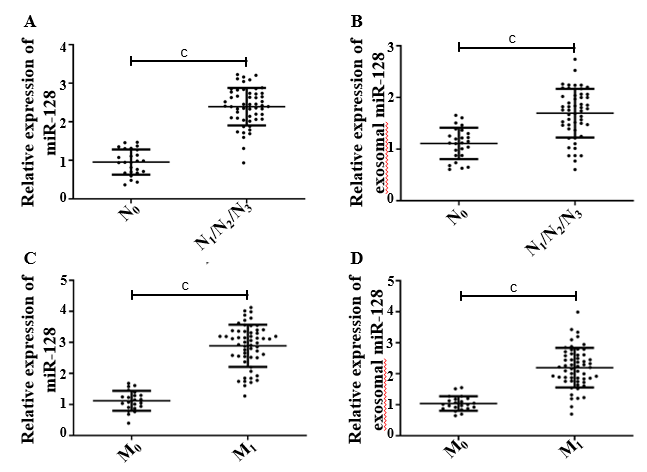 A
Relative expression of
miR-128
4
3
2
1
0
c
N0
N1/N2/N3
B
Relative expression of
exosomal miR-128
3
2
1
0
c
N0
N1/N2/N3
C
Relative expression of
miR-128
5
4
3
2
1
0
c
M0
M1
D
Relative expression of
exosomal miR-128
5
4
3
2
1
0
c
M0
M1